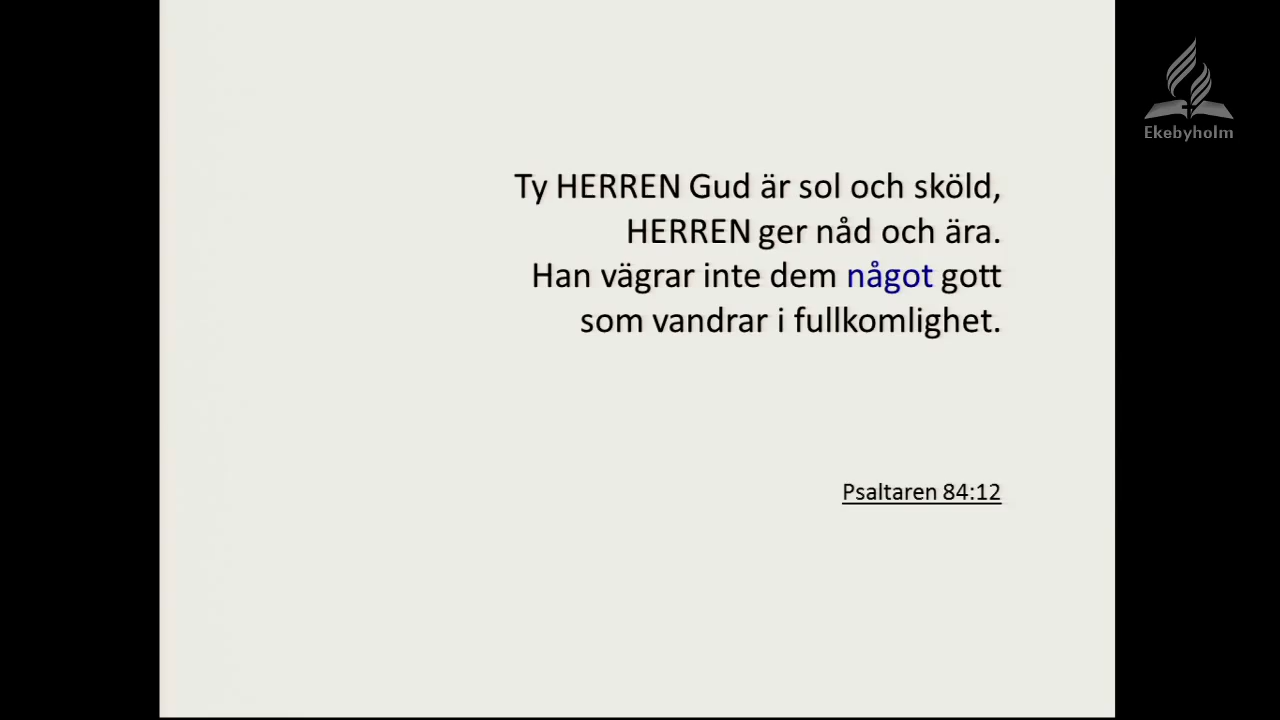 Ekebyholm
Ty HERREN Gud är sol och sköld,
HERREN ger nåd och ära.
Han vägrar inte dem något gott
som vandrar i fullkomlighet.
Psaltaren 84:12